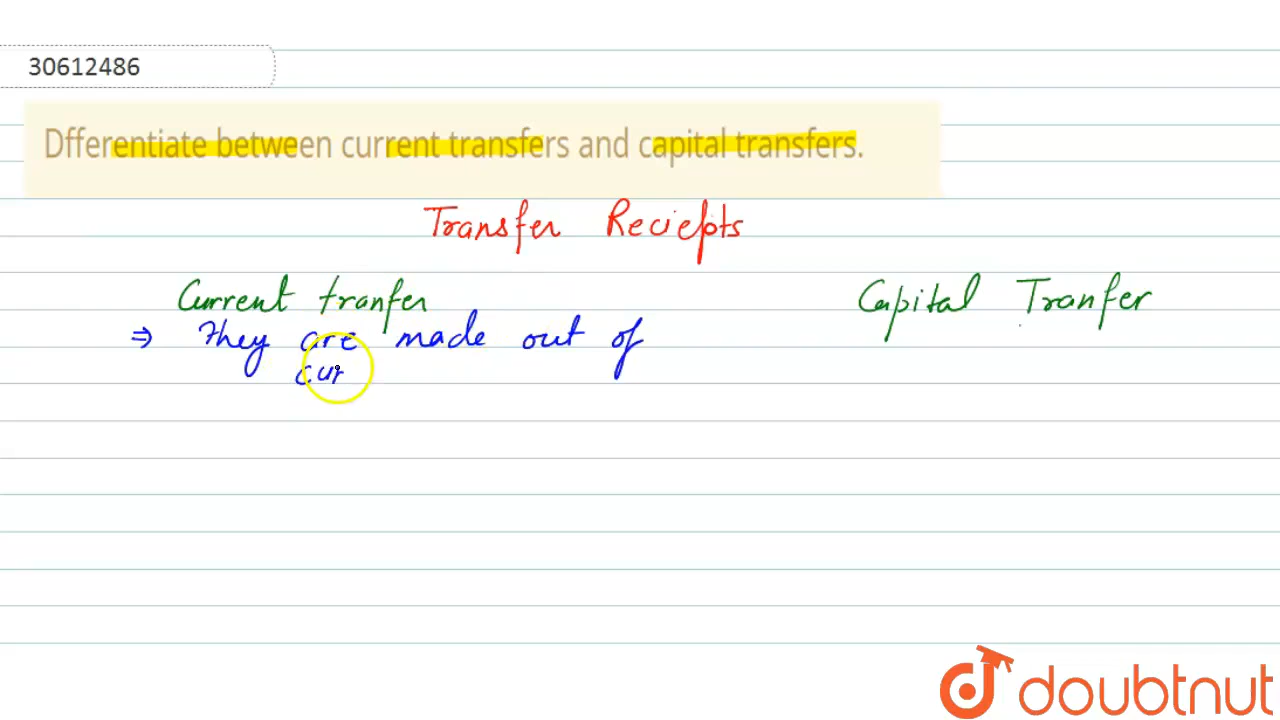 30612486
Dfferentiate between current transfers and capital transfers.
Transfer Reciepts
Current tranfer
Capital Tranfer
⇒ They are made out of
cur
doubtnut